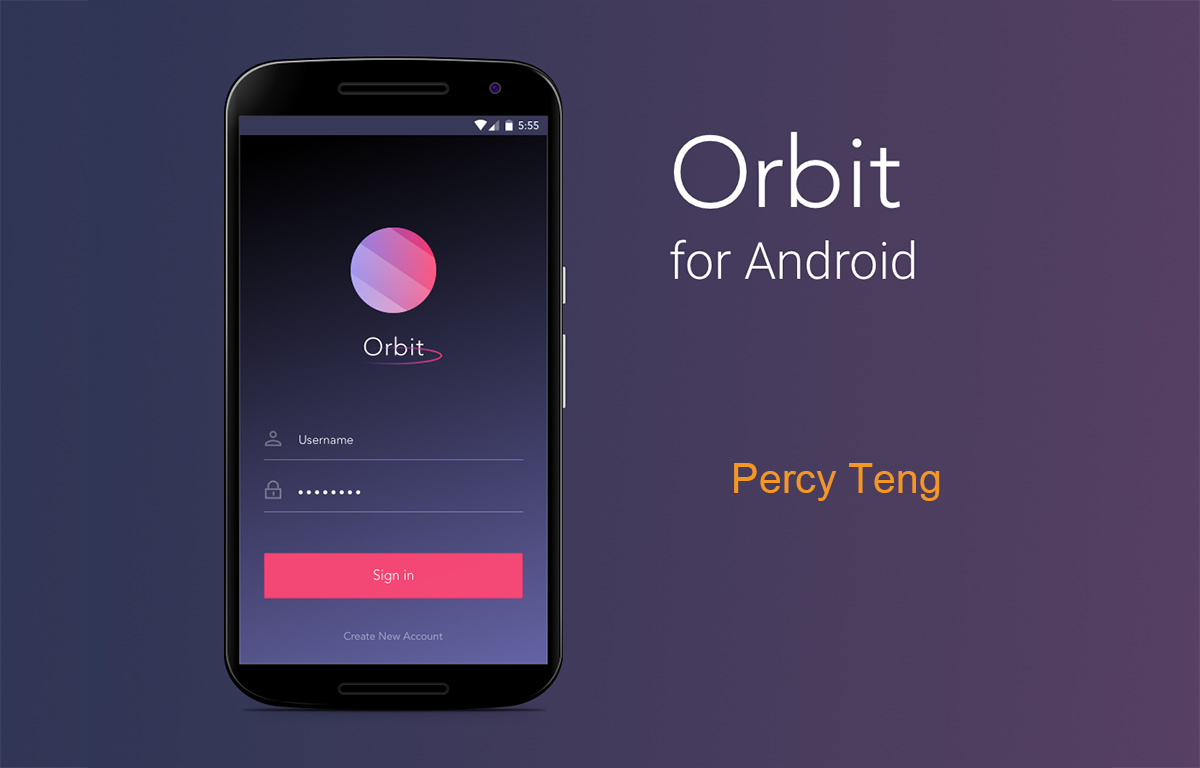 5:55
Orbit
Username
••••••••
Sign in
Create New Account
Orbit
for Android
Percy Teng